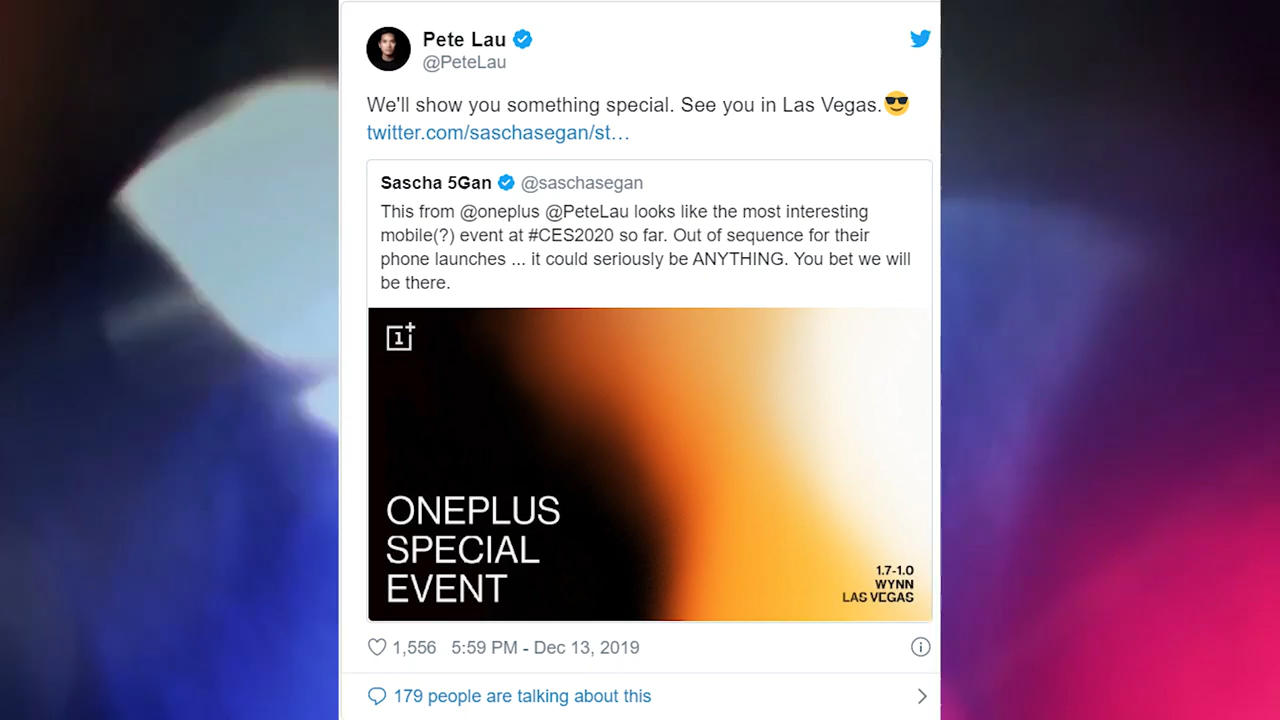 Pete Lau
@PeteLau
We'll show you something special. See you in Las Vegas.😎
twitter.com/saschasegan/st…
Sascha 5Gan @saschasegan
This from @oneplus @PeteLau looks like the most interesting
mobile(?) event at #CES2020 so far. Out of sequence for their
phone launches ... it could seriously be ANYTHING. You bet we will
be there.
1+
ONEPLUS
SPECIAL
EVENT
1.7-1.0
WYNN
LAS VEGAS
1,556 5:59 PM - Dec 13, 2019
179 people are talking about this